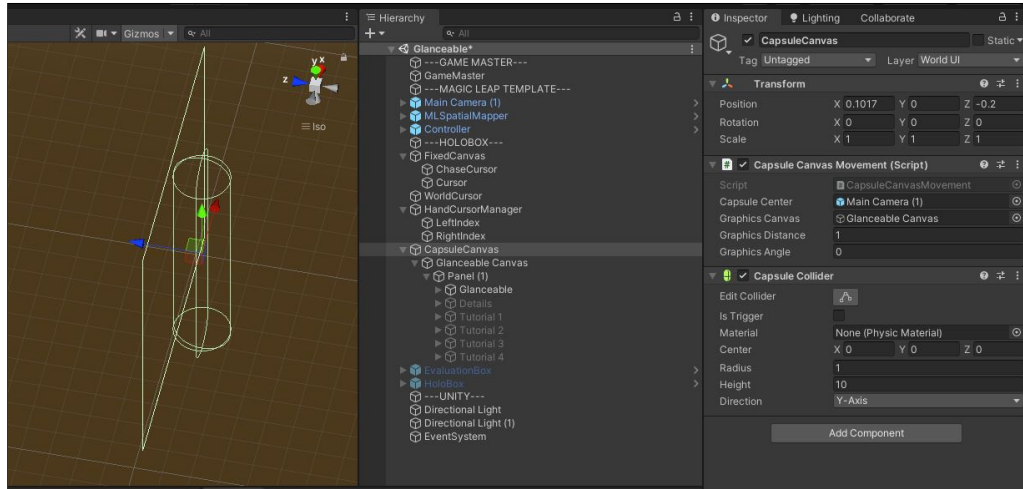 Gizmos
All
y
x
z
Iso
Hierarchy
All
Glanceable*
---GAME MASTER---
GameMaster
---MAGIC LEAP TEMPLATE---
Main Camera (1)
MLSpatialMapper
Controller
---HOLOBOX---
FixedCanvas
ChaseCursor
Cursor
WorldCursor
HandCursorManager
LeftIndex
RightIndex
CapsuleCanvas
Glanceable Canvas
Panel (1)
Glanceable
Details
Tutorial 1
Tutorial 2
Tutorial 3
Tutorial 4
EvaluationBox
HoloBox
---UNITY---
Directional Light
Directional Light (1)
EventSystem
Inspector Lighting Collaborate
CapsuleCanvas Static
Tag Untagged Layer World UI
Transform
Position X 0.1017 Y 0 Z -0.2
Rotation X 0 Y 0 Z 0
Scale X 1 Y 1 Z 1
# Capsule Canvas Movement (Script)
Script # CapsuleCanvasMovement
Capsule Center Main Camera (1)
Graphics Canvas Glanceable Canvas
Graphics Distance 1
Graphics Angle 0
Capsule Collider
Edit Collider
Is Trigger
Material None (Physic Material)
Center X 0 Y 0 Z 0
Radius 1
Height 10
Direction Y-Axis
Add Component